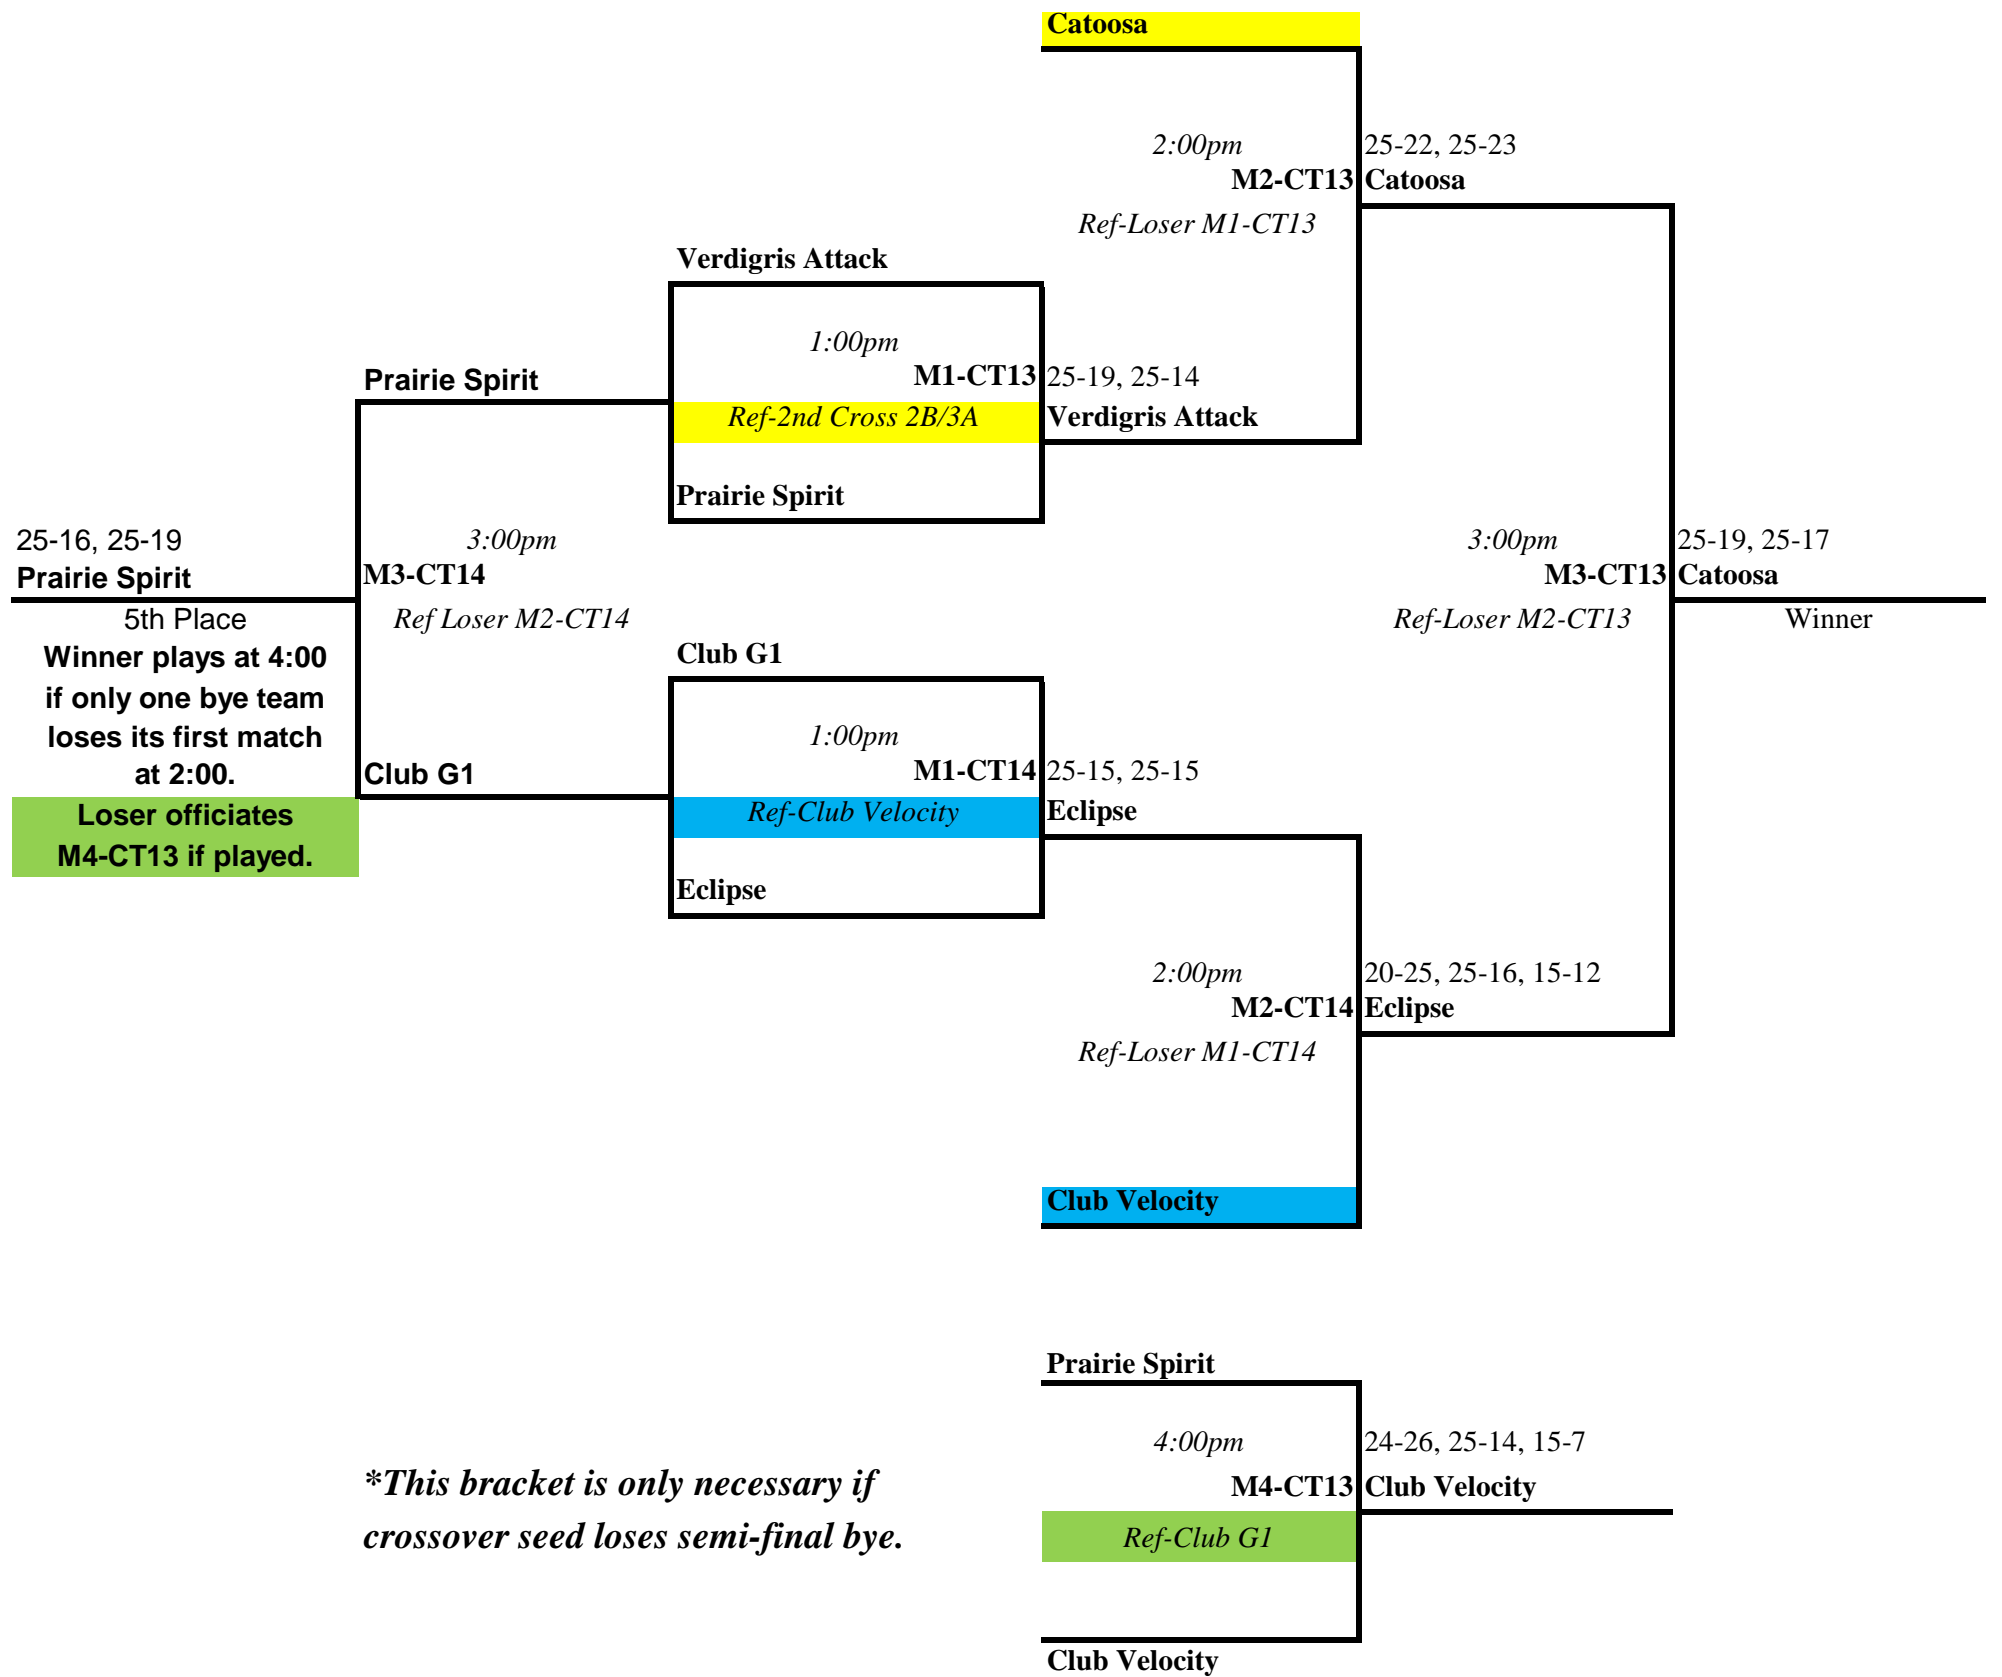 Catoosa
2:00pm
25-22, 25-23
M2-CT13
Catoosa
Ref-Loser M1-CT13
Verdigris Attack
1:00pm
Prairie Spirit
M1-CT13
25-19, 25-14
Ref-2nd Cross 2B/3A
Verdigris Attack
Prairie Spirit
25-16, 25-19
3:00pm
3:00pm
25-19, 25-17
Prairie Spirit
M3-CT14
M3-CT13
Catoosa
5th Place
Ref Loser M2-CT14
Ref-Loser M2-CT13
Winner
Winner plays at 4:00
if only one bye team
loses its first match
at 2:00.
Loser officiates
M4-CT13 if played.
Club G1
1:00pm
Club G1
M1-CT14
25-15, 25-15
Ref-Club Velocity
Eclipse
Eclipse
2:00pm
20-25, 25-16, 15-12
M2-CT14
Eclipse
Ref-Loser M1-CT14
Club Velocity
Prairie Spirit
4:00pm
24-26, 25-14, 15-7
M4-CT13
Club Velocity
*This bracket is only necessary if
crossover seed loses semi-final bye.
Ref-Club G1
Club Velocity